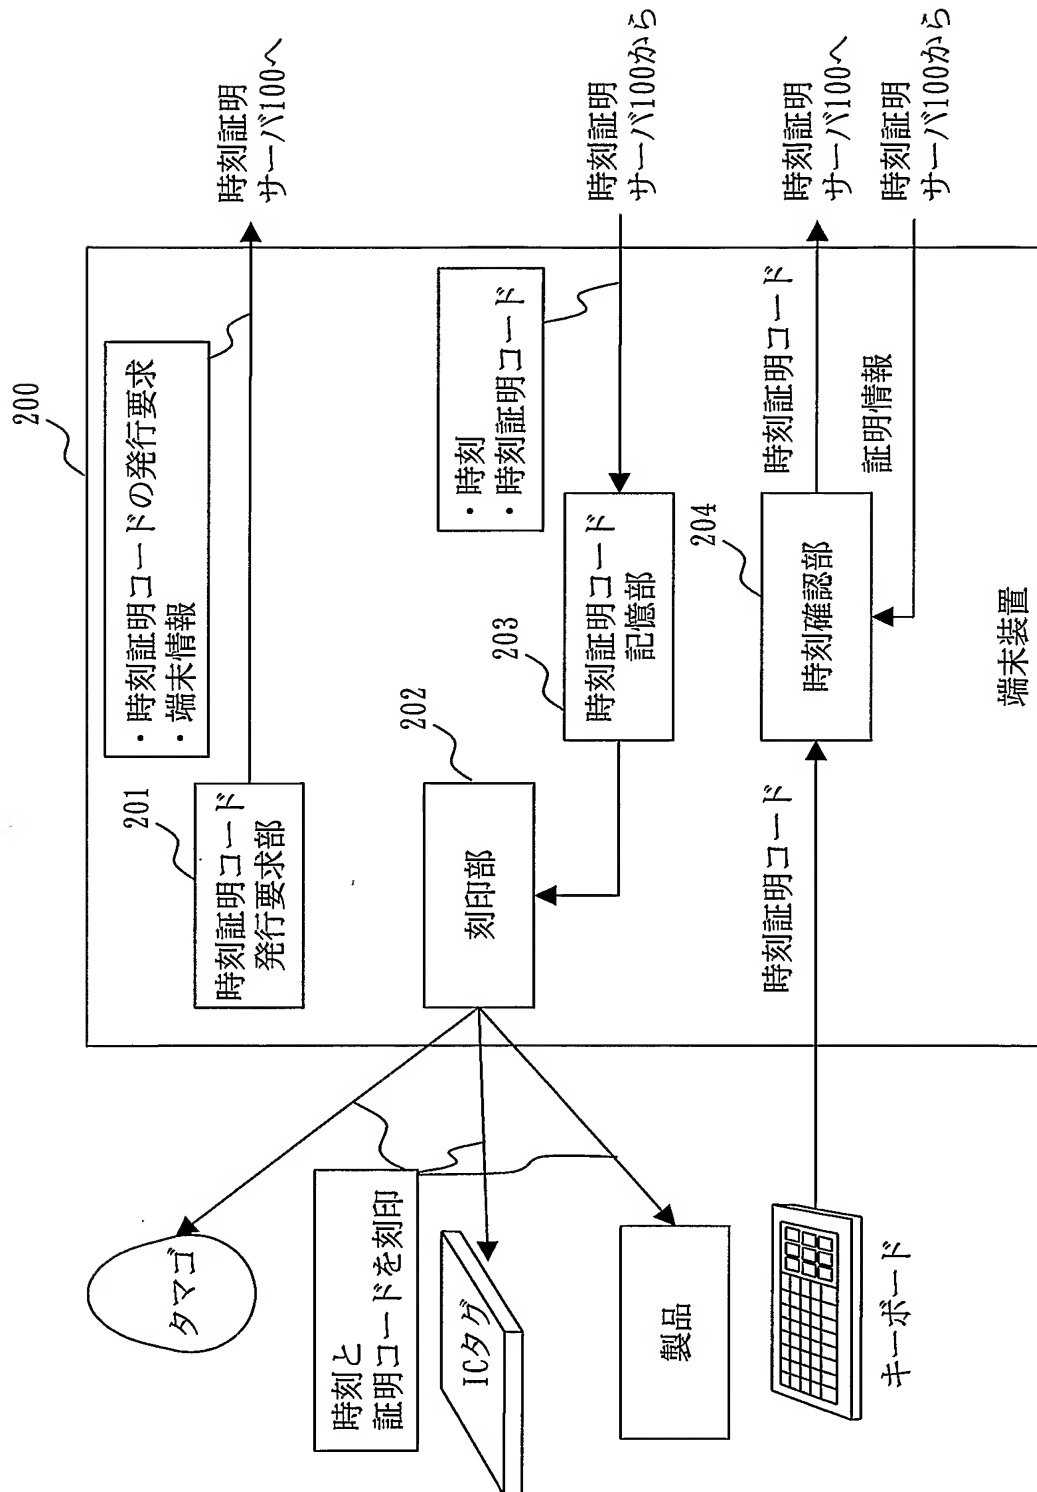 200
時刻証明
サーバ100へ
・時刻証明コードの発行要求
・端末情報
201
時刻証明コード
発行要求部
タマゴ
時刻と
証明コードを刻印
202
刻印部
・時刻
・時刻証明コード
時刻証明
サーバ100から
ICタグ
203
時刻証明コード
記憶部
製品
204
時刻証明コード
時刻確認部
時刻証明コード
時刻証明
サーバ100へ
証明情報
時刻証明
サーバ100から
キーボード
端末装置